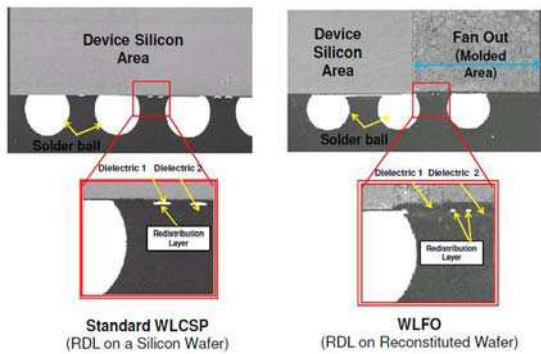 Device Silicon
Area
Solder ball
Dielectric 1 Dielectric 2
Redistribution
Layer
Standard WLCSP
(RDL on a Silicon Wafer)
Device
Silicon
Area
Fan Out
(Molded
Area)
Solder ball
Dielectric 1 Dielectric 2
Redistribution
Layer
WLFO
(RDL on Reconstituted Wafer)